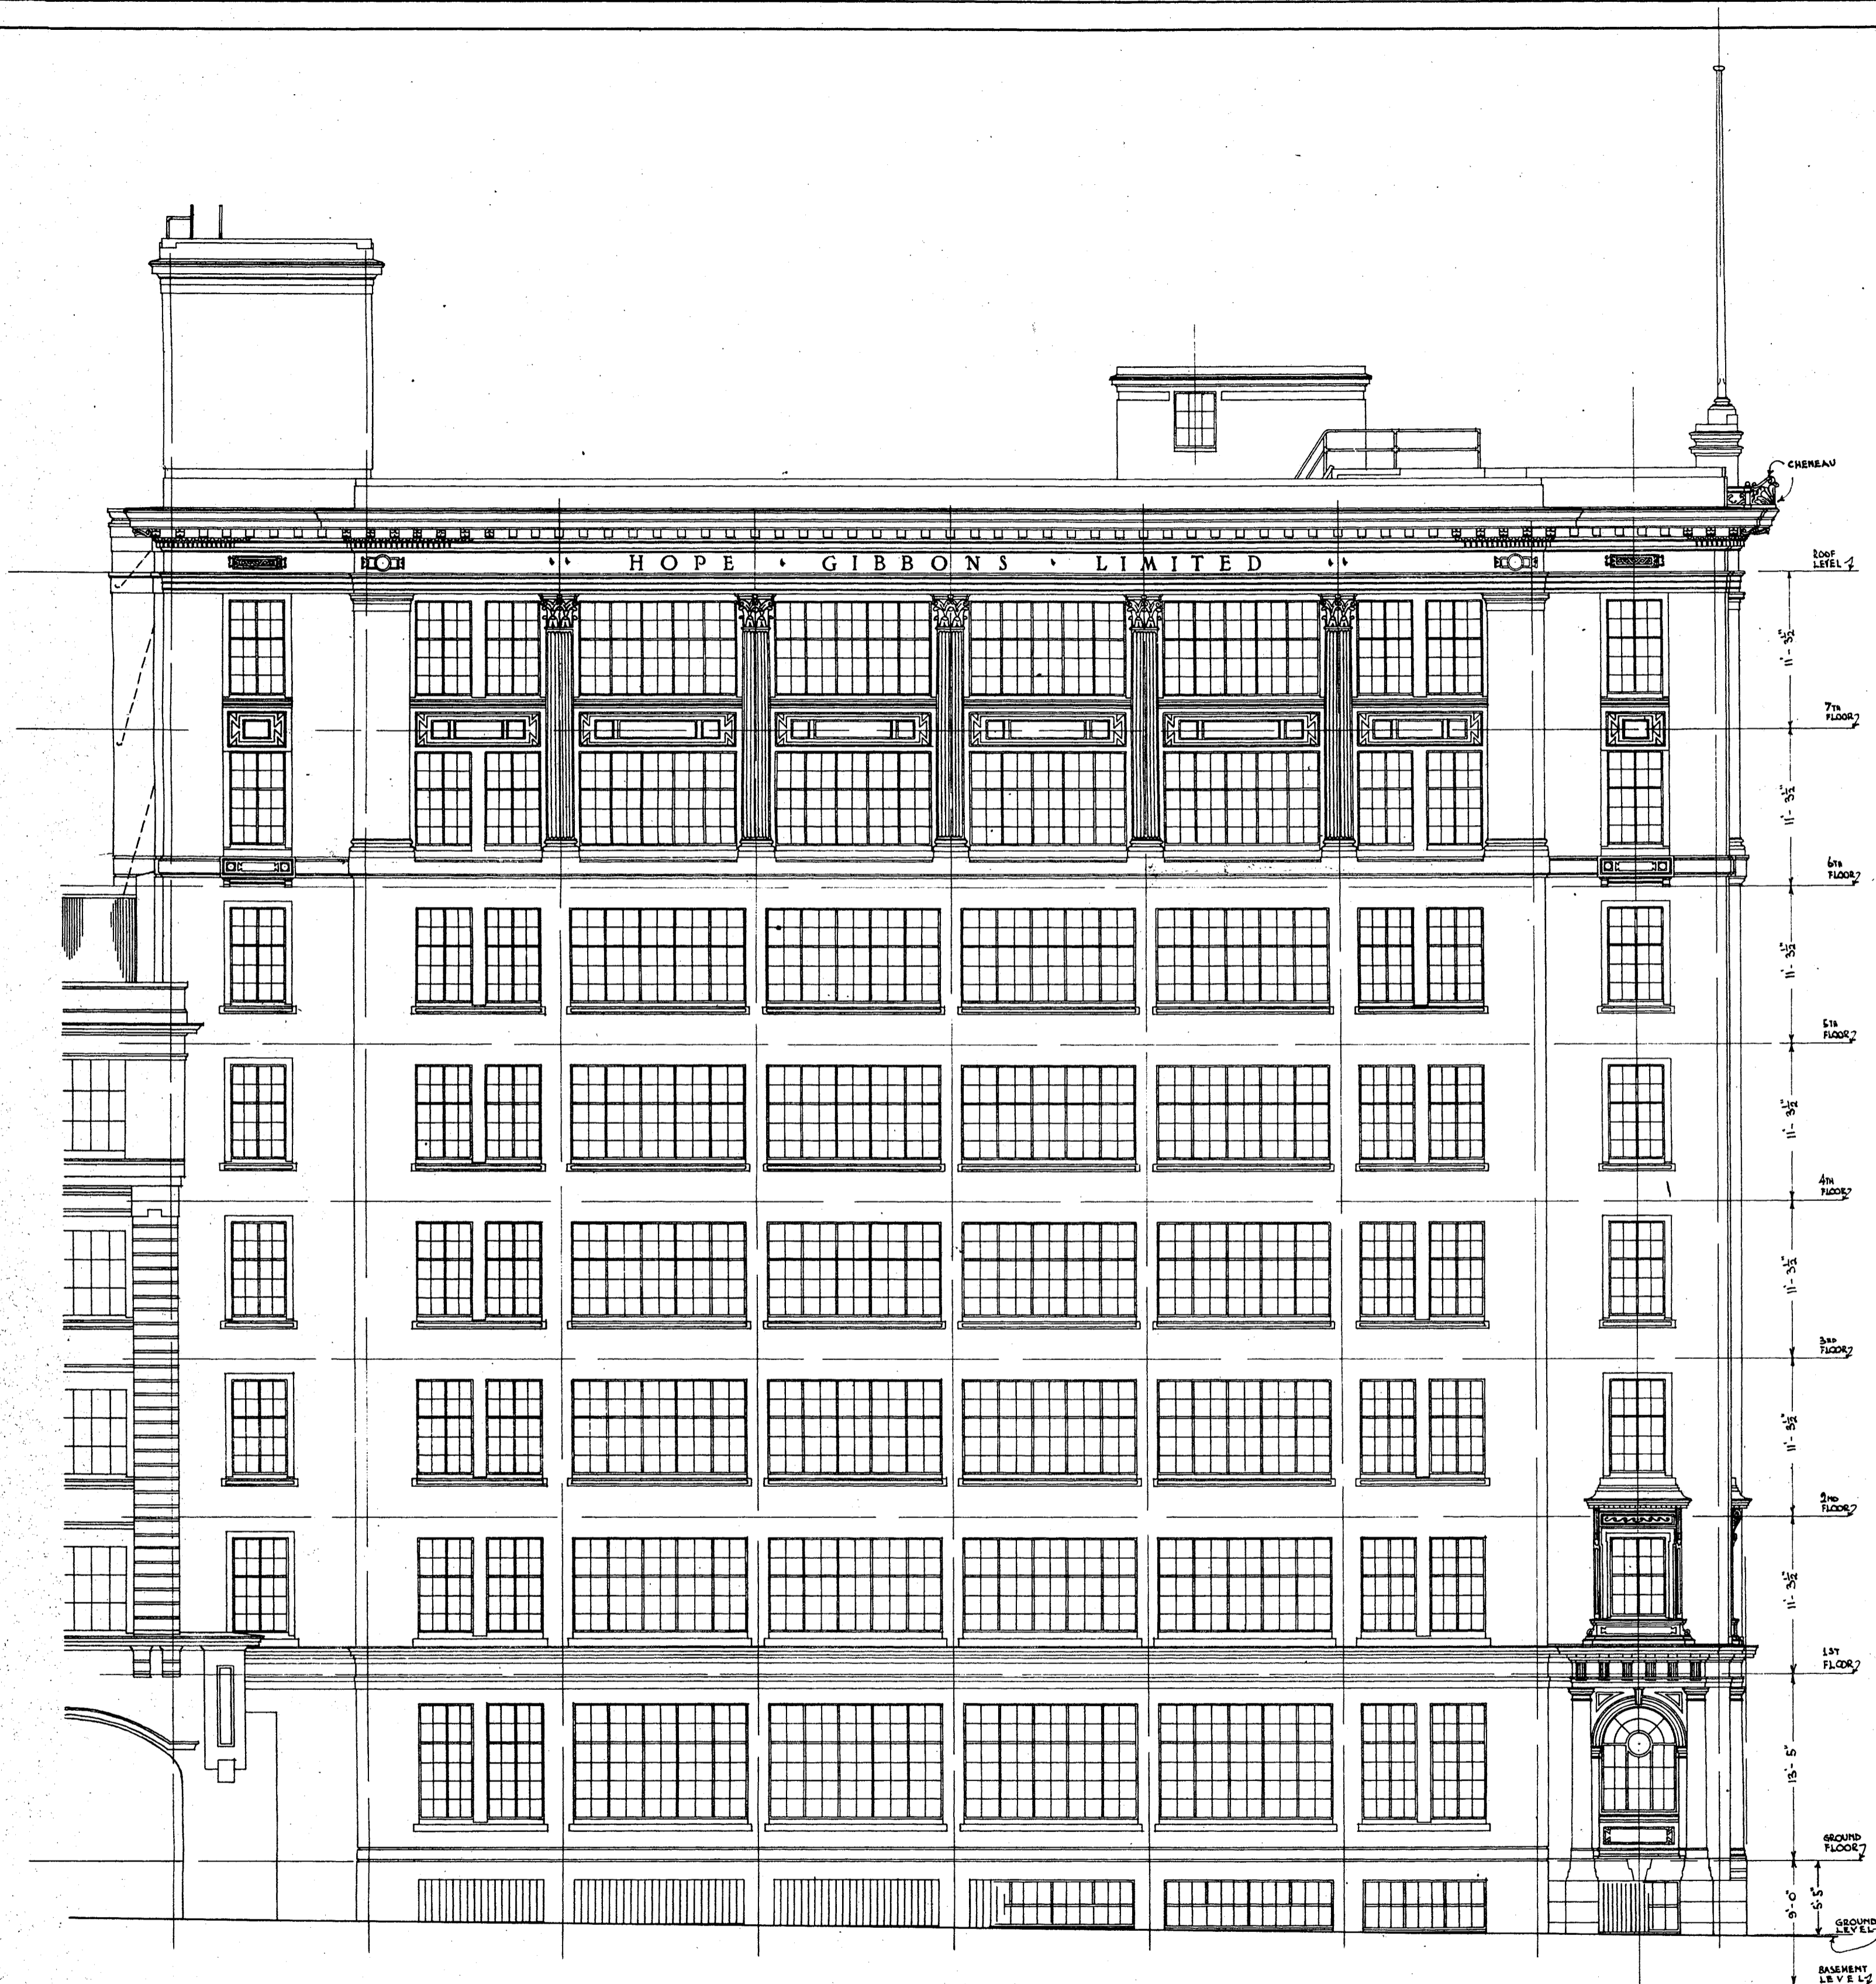 CHENEAU
· · HOPE · GIBBONS · LIMITED · ·
ROOF
LEVEL
11'- 3½"
7TH
FLOOR
11'- 3½"
6TH
FLOOR
11'- 3½"
5TH
FLOOR
11'- 3½"
4TH
FLOOR
11'- 3½"
3RD
FLOOR
11'- 3½"
2ND
FLOOR
11'- 3½"
1ST
FLOOR
13'- 5"
GROUND
FLOOR
9'-0"
5'-5"
GROUND
LEVEL
BASEMENT
LEVEL